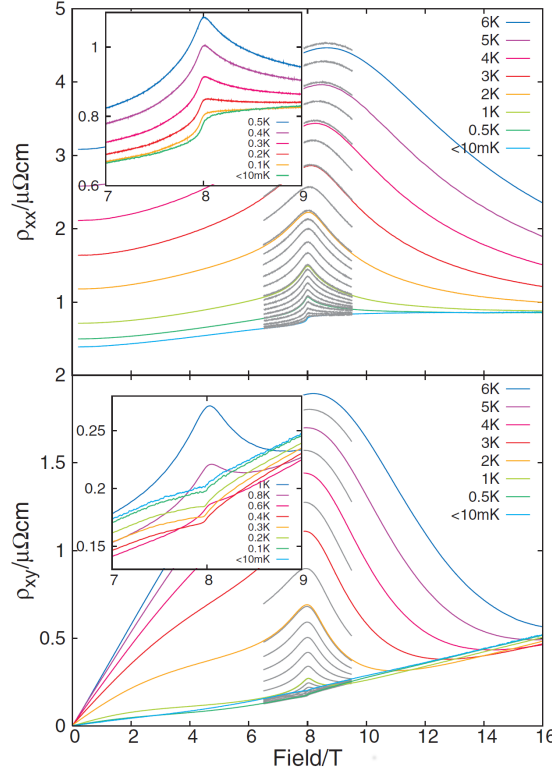 5
4
3
2
1
0
ρxx/μΩcm
1
0.8
0.6
7
8
9
0.5K
0.4K
0.3K
0.2K
0.1K
<10mK
6K
5K
4K
3K
2K
1K
0.5K
<10mK
2
1.5
1
0.5
0
ρxy/μΩcm
0.25
0.2
0.15
7
8
9
1K
0.8K
0.6K
0.4K
0.3K
0.2K
0.1K
<10mK
6K
5K
4K
3K
2K
1K
0.5K
<10mK
0 2 4 6 8 10 12 14 16
Field/T